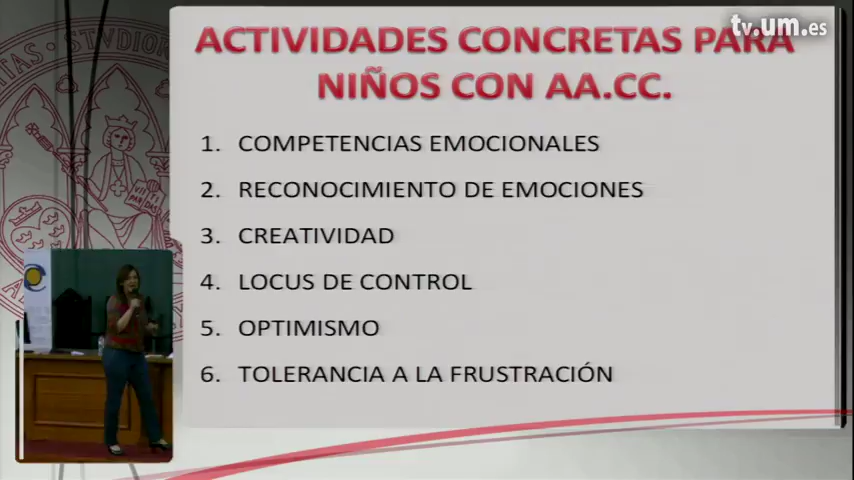 tv.um.es
ACTIVIDADES CONCRETAS PARA
NIÑOS CON AA.CC.
1. COMPETENCIAS EMOCIONALES
2. RECONOCIMIENTO DE EMOCIONES
3. CREATIVIDAD
4. LOCUS DE CONTROL
5. OPTIMISMO
6. TOLERANCIA A LA FRUSTRACIÓN